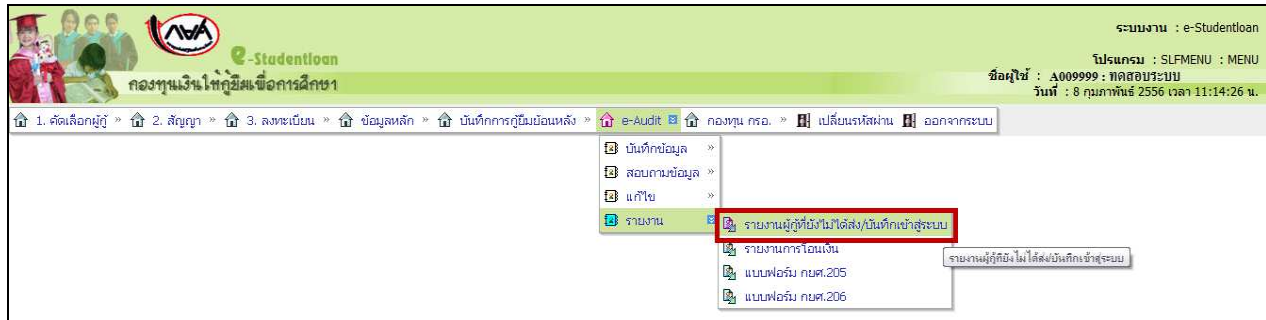 กยศ
e-Studentloan
กองทุนเงินให้กู้ยืมเพื่อการศึกษา
ระบบงาน : e-Studentloan
โปรแกรม : SLFMENU : MENU
ชื่อผู้ใช้ : A009999 : ทดสอบระบบ
วันที่ : 8 กุมภาพันธ์ 2556 เวลา 11:14:26 น.
1. คัดเลือกผู้กู้ » 2. สัญญา » 3. ลงทะเบียน » ข้อมูลหลัก » บันทึกการกู้ยืมย้อนหลัง » e-Audit กองทุน กรอ. » เปลี่ยนรหัสผ่าน ออกจากระบบ
บันทึกข้อมูล »
สอบถามข้อมูล »
แก้ไข »
รายงาน
รายงานผู้กู้ที่ยังไม่ได้ส่ง/บันทึกเข้าสู่ระบบ
รายงานการโอนเงิน
รายงานผู้กู้ที่ยังไม่ได้ส่ง/บันทึกเข้าสู่ระบบ
แบบฟอร์ม กยศ.205
แบบฟอร์ม กยศ.206